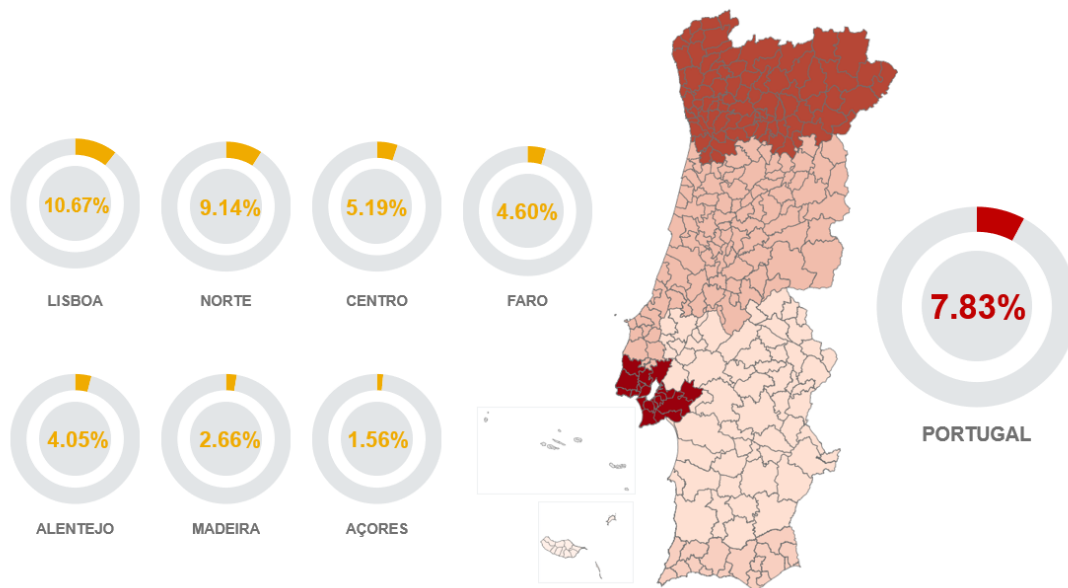 10.67%
9.14%
5.19%
4.60%
LISBOA
NORTE
CENTRO
FARO
7.83%
4.05%
2.66%
1.56%
PORTUGAL
ALENTEJO
MADEIRA
AÇORES